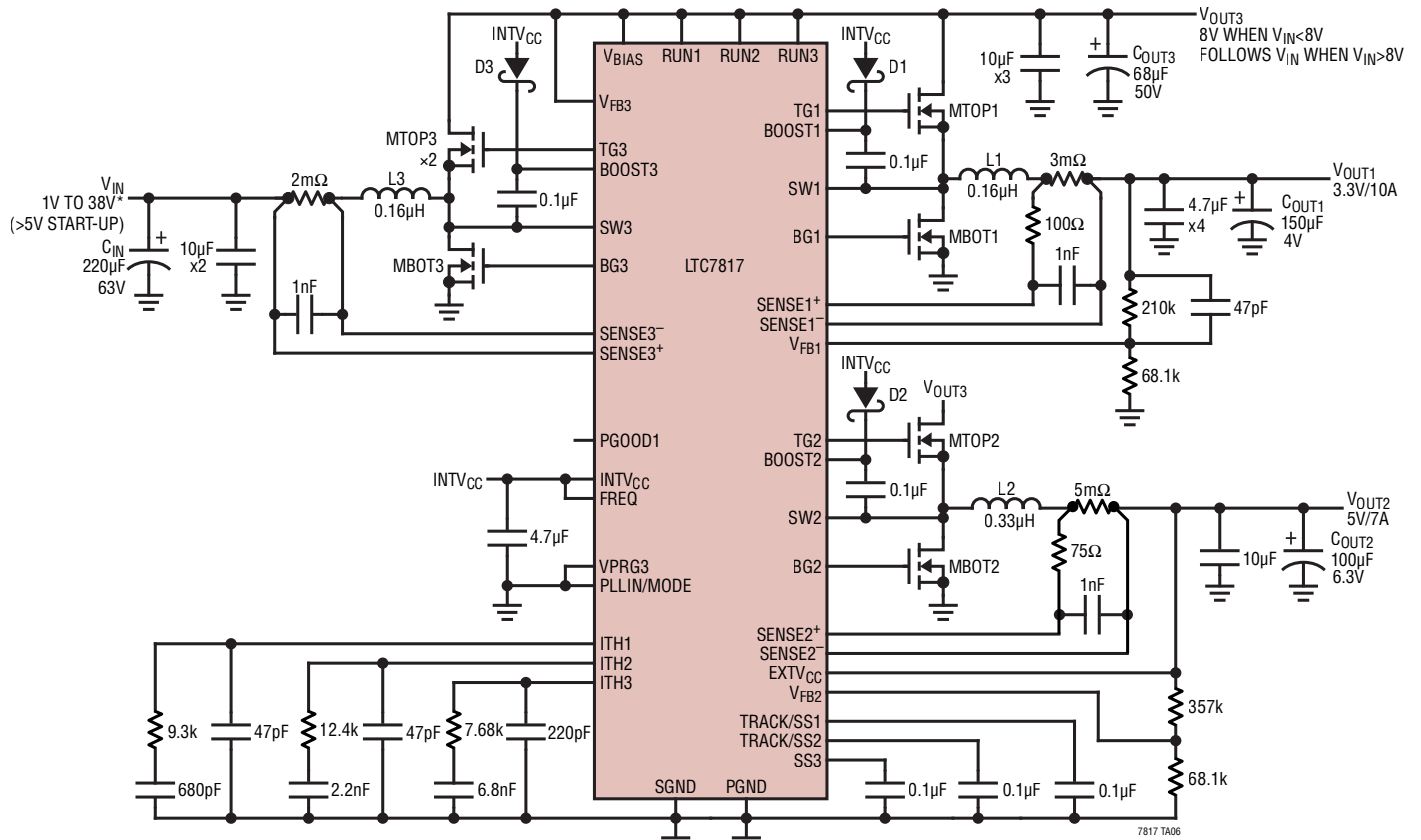 VOUT3
8V WHEN VIN<8V
FOLLOWS VIN WHEN VIN>8V
INTVCC
D3
VBIAS
RUN1
RUN2
RUN3
INTVCC
D1
10µF
x3
+
COUT3
68µF
50V
VFB3
MTOP3
×2
TG3
BOOST3
0.1µF
SW3
BG3
MBOT3
LTC7817
TG1
BOOST1
MTOP1
0.1µF
SW1
BG1
MBOT1
L1
0.16µH
3mΩ
100Ω
1nF
VOUT1
3.3V/10A
4.7µF
x4
+
COUT1
150µF
4V
VIN
1V TO 38V*
(>5V START-UP)
CIN
220µF
63V
+
10µF
x2
2mΩ
L3
0.16µH
1nF
SENSE3–
SENSE3+
SENSE1+
SENSE1–
VFB1
210k
47pF
68.1k
INTVCC
D2
VOUT3
PGOOD1
TG2
BOOST2
MTOP2
0.1µF
INTVCC
INTVCC
FREQ
4.7µF
SW2
L2
0.33µH
5mΩ
VOUT2
5V/7A
VPRG3
PLLIN/MODE
BG2
MBOT2
75Ω
1nF
10µF
+
COUT2
100µF
6.3V
ITH1
ITH2
ITH3
SENSE2+
SENSE2–
EXTVCC
VFB2
357k
9.3k
47pF
12.4k
47pF
7.68k
220pF
TRACK/SS1
TRACK/SS2
SS3
680pF
2.2nF
6.8nF
SGND
PGND
0.1µF
0.1µF
0.1µF
68.1k
7817 TA06